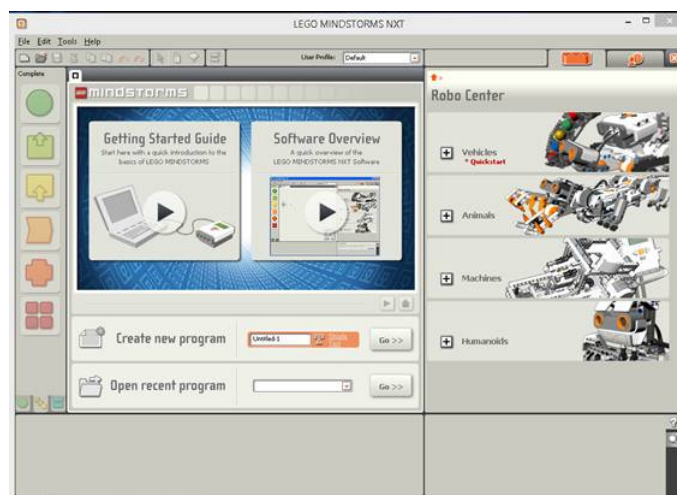 LEGO MINDSTORMS NXT
File Edit Tools Help
User Profile: Default
Complete
mindstorms
Getting Started Guide
Start here with a quick introduction to the
basics of LEGO MINDSTORMS
Software Overview
A quick overview of the
LEGO MINDSTORMS NXT Software
Create new program
Untitled-1
Go >>
Open recent program
Go >>
Robo Center
Vehicles
* Quickstart
Animals
Machines
Humanoids
?